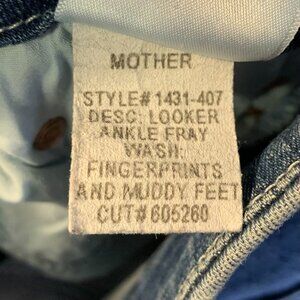 MOTHER
STYLE# 1431-407
DESC: LOOKER
ANKLE FRAY
WASH:
FINGERPRINTS
AND MUDDY FEET
CUT# 605260